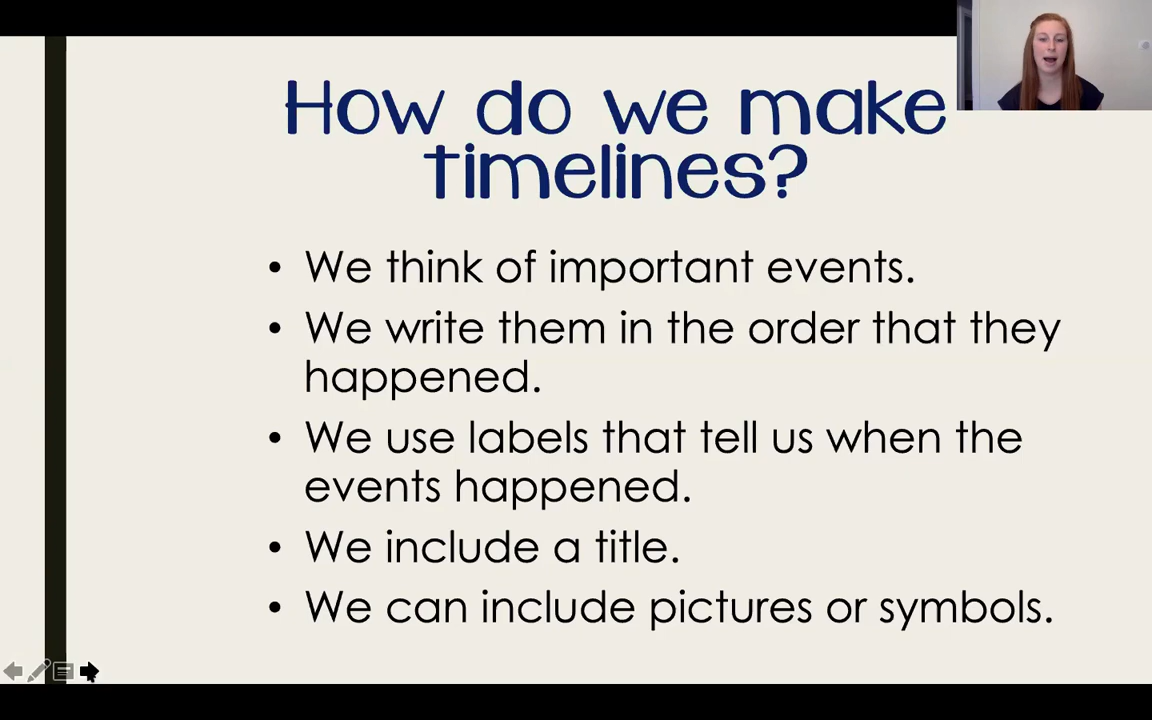 How do we make
timelines?
• We think of important events.
• We write them in the order that they
happened.
• We use labels that tell us when the
events happened.
• We include a title.
• We can include pictures or symbols.